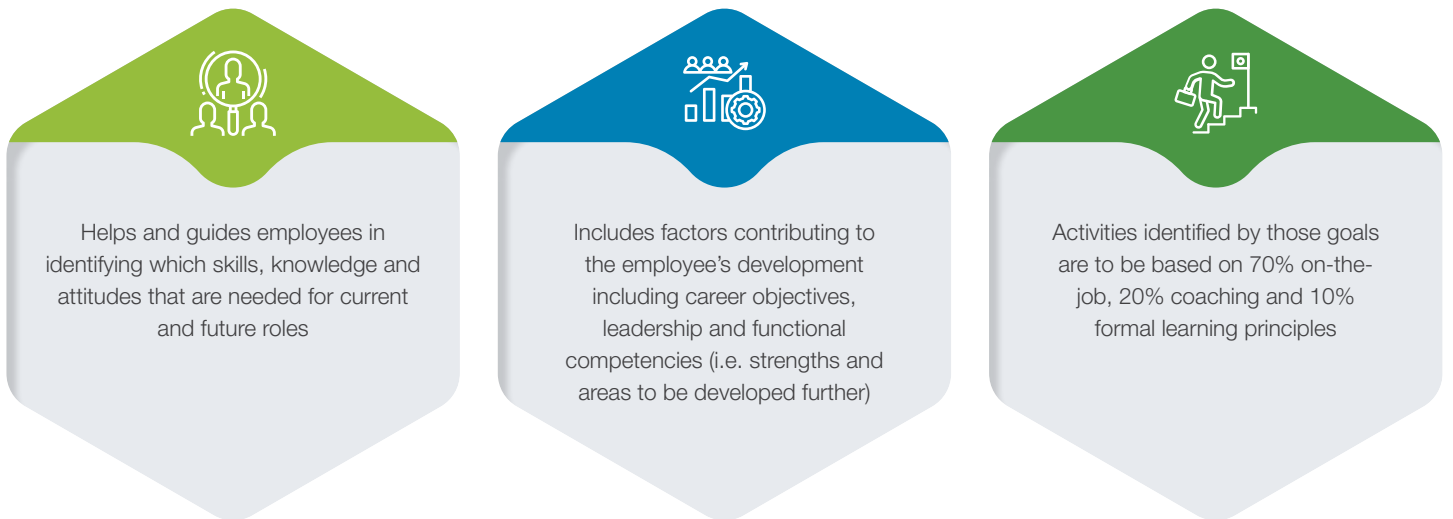 Helps and guides employees in
identifying which skills, knowledge and
attitudes that are needed for current
and future roles
Includes factors contributing to
the employee’s development
including career objectives,
leadership and functional
competencies (i.e. strengths and
areas to be developed further)
Activities identified by those goals
are to be based on 70% on-the-
job, 20% coaching and 10%
formal learning principles